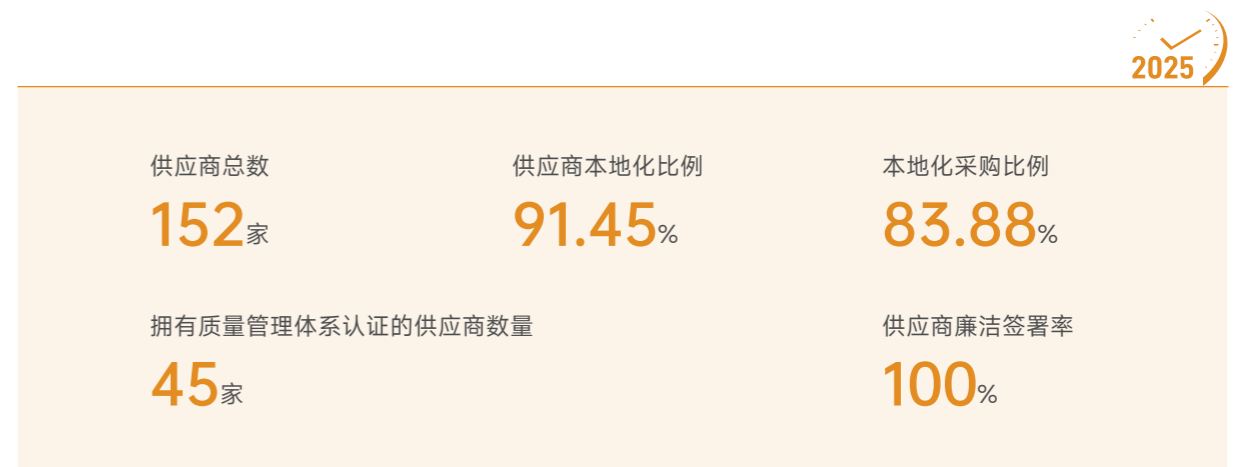 2025
供应商总数
152家
供应商本地化比例
91.45%
本地化采购比例
83.88%
拥有质量管理体系认证的供应商数量
45家
供应商廉洁签署率
100%